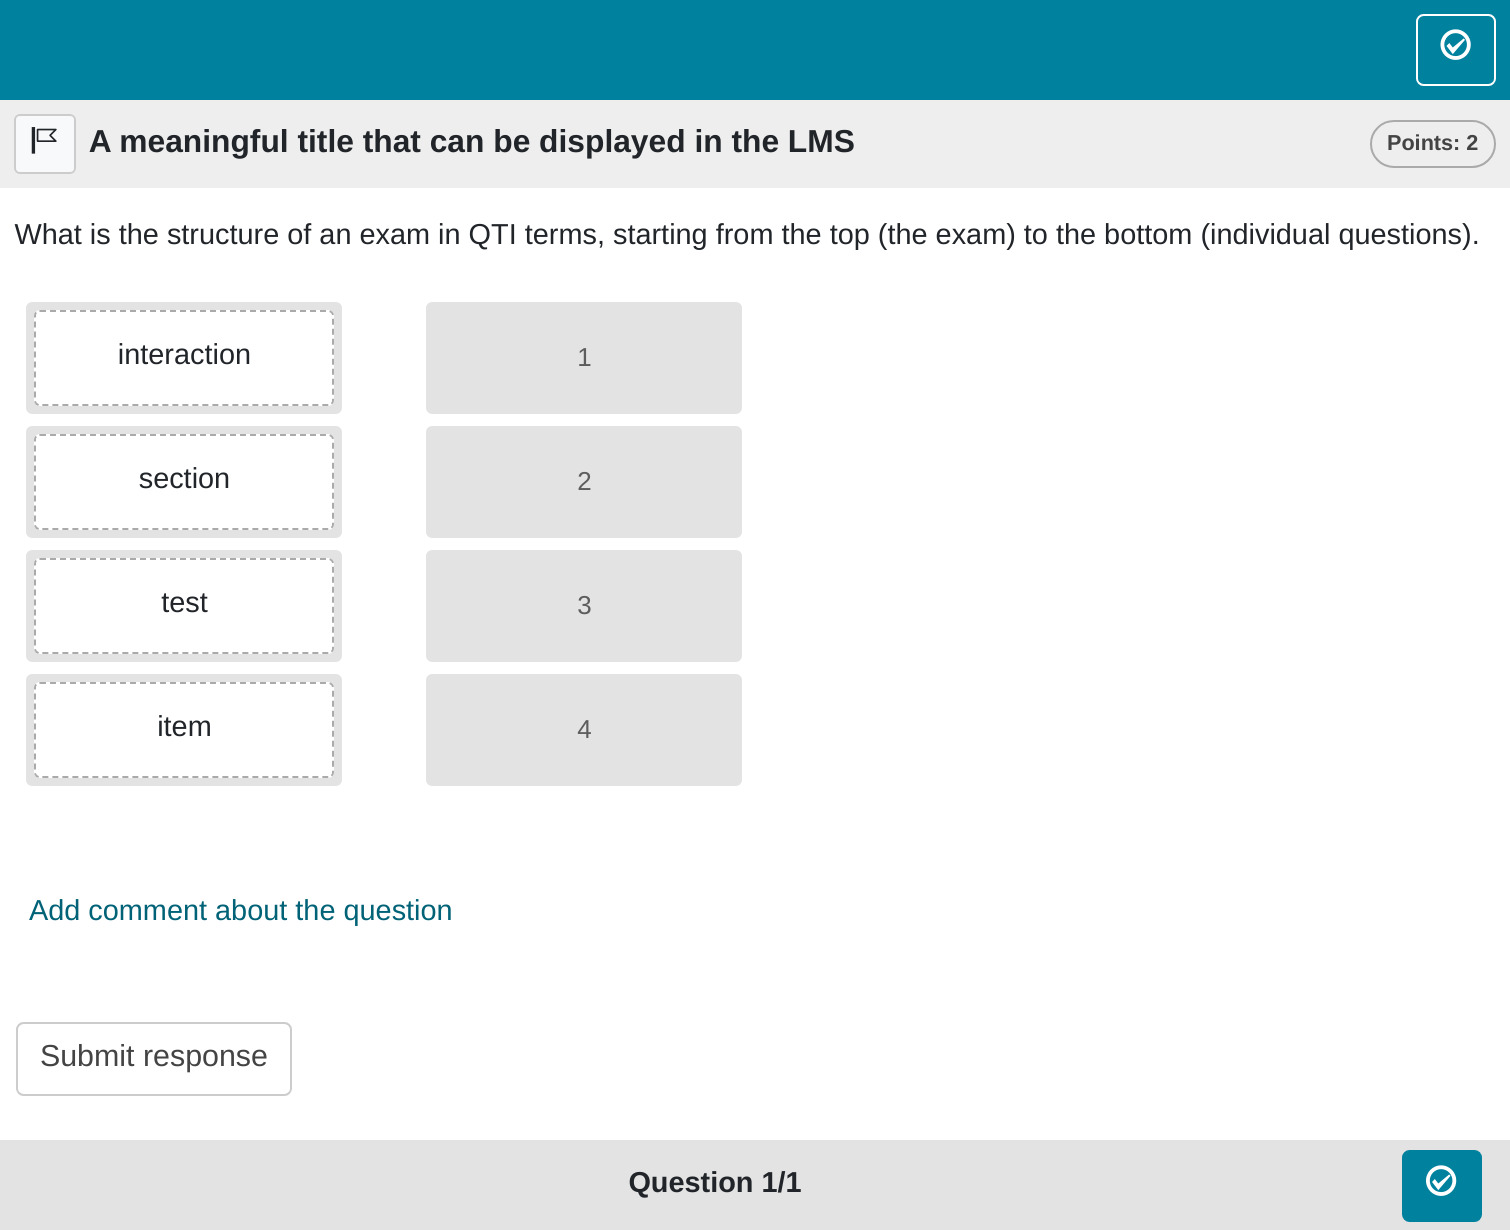 A meaningful title that can be displayed in the LMS
Points: 2
What is the structure of an exam in QTI terms, starting from the top (the exam) to the bottom (individual questions).
interaction
1
section
2
test
3
item
4
Add comment about the question
Submit response
Question 1/1